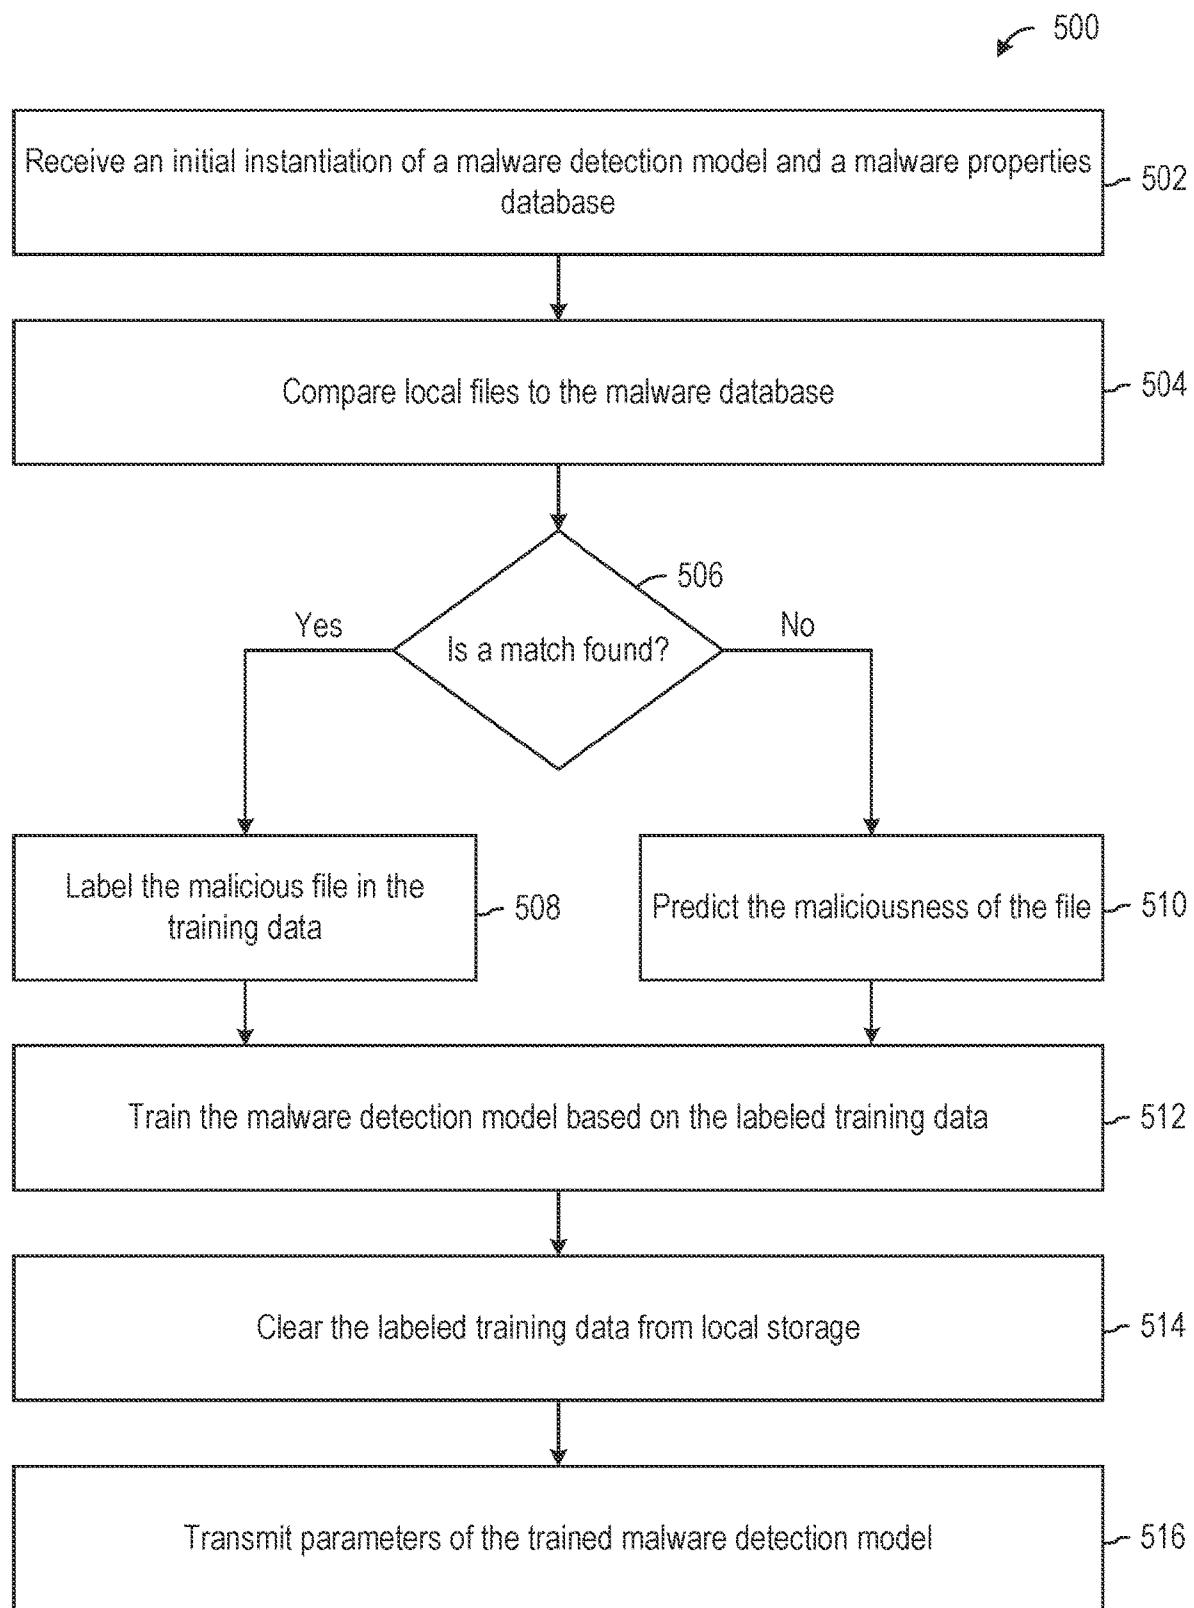 500
Receive an initial instantiation of a malware detection model and a malware properties
database
502
Compare local files to the malware database
504
506
Yes
Is a match found?
No
Label the malicious file in the
training data
508
Predict the maliciousness of the file
510
Train the malware detection model based on the labeled training data
512
Clear the labeled training data from local storage
514
Transmit parameters of the trained malware detection model
516